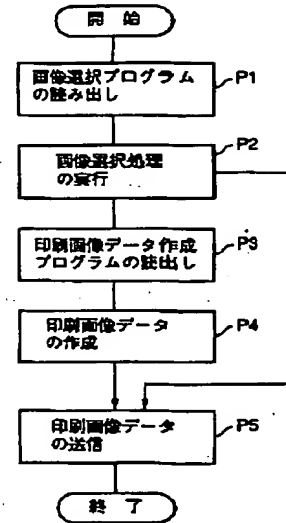 開始
画像選択プログラム
の読み出し
P1
画像選択処理
の実行
P2
印刷画像データ作成
プログラムの読出し
P3
印刷画像データ
の作成
P4
印刷画像データ
の送信
P5
終了